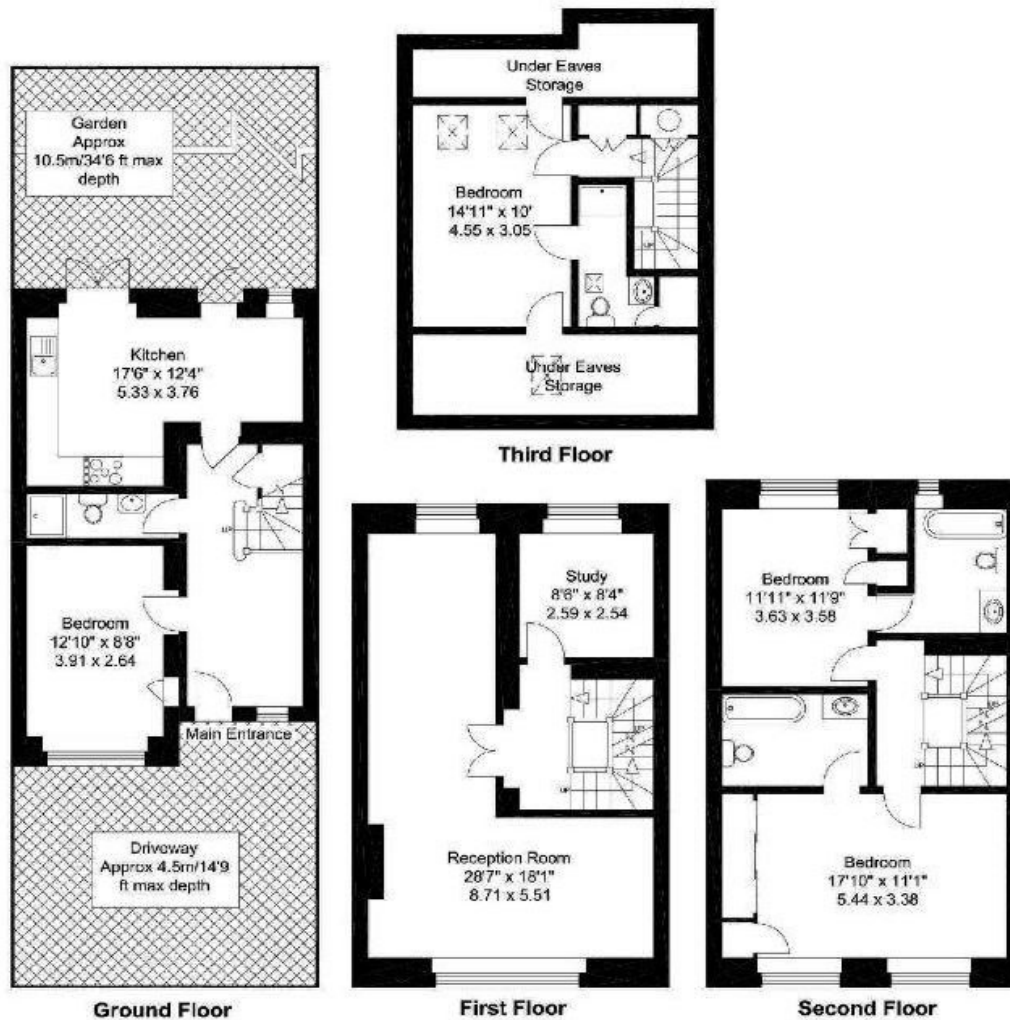 Under Eaves
Storage
Bedroom
14'11" x 10'
4.55 x 3.05
UP
Under Eaves
Storage
Third Floor
Garden
Approx
10.5m/34'6 ft max
depth
Kitchen
17'6" x 12'4"
5.33 x 3.76
UP
Bedroom
12'10" x 8'8"
3.91 x 2.64
Main Entrance
Driveway
Approx 4.5m/14'9
ft max depth
Ground Floor
Study
8'6" x 8'4"
2.59 x 2.54
UP
Reception Room
28'7" x 18'1"
8.71 x 5.51
First Floor
Bedroom
11'11" x 11'9"
3.63 x 3.58
UP
Bedroom
17'10" x 11'1"
5.44 x 3.38
Second Floor